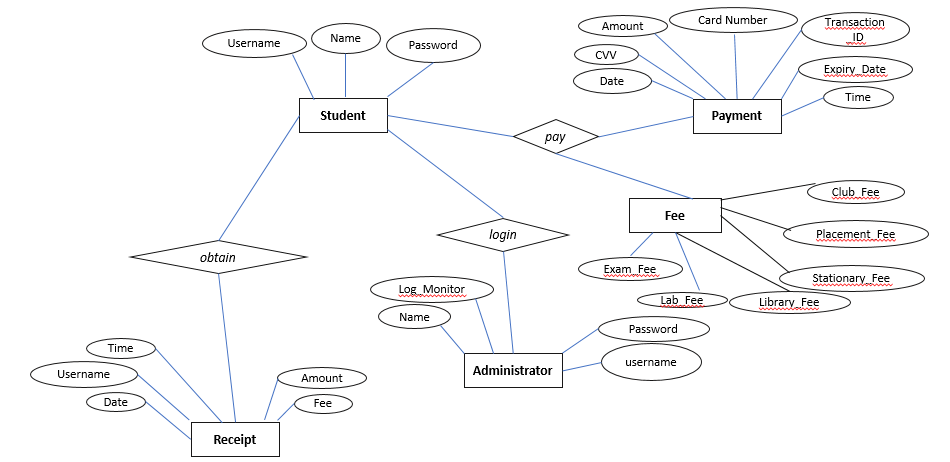 Username
Name
Password
Amount
Card Number
Transaction
_ID
CVV
Expiry_Date
Date
Time
Student
Payment
pay
Club_Fee
Fee
Placement_Fee
login
obtain
Exam_Fee
Stationary_Fee
Log_Monitor
Lab_Fee
Library_Fee
Name
Password
Time
username
Username
Administrator
Amount
Date
Fee
Receipt